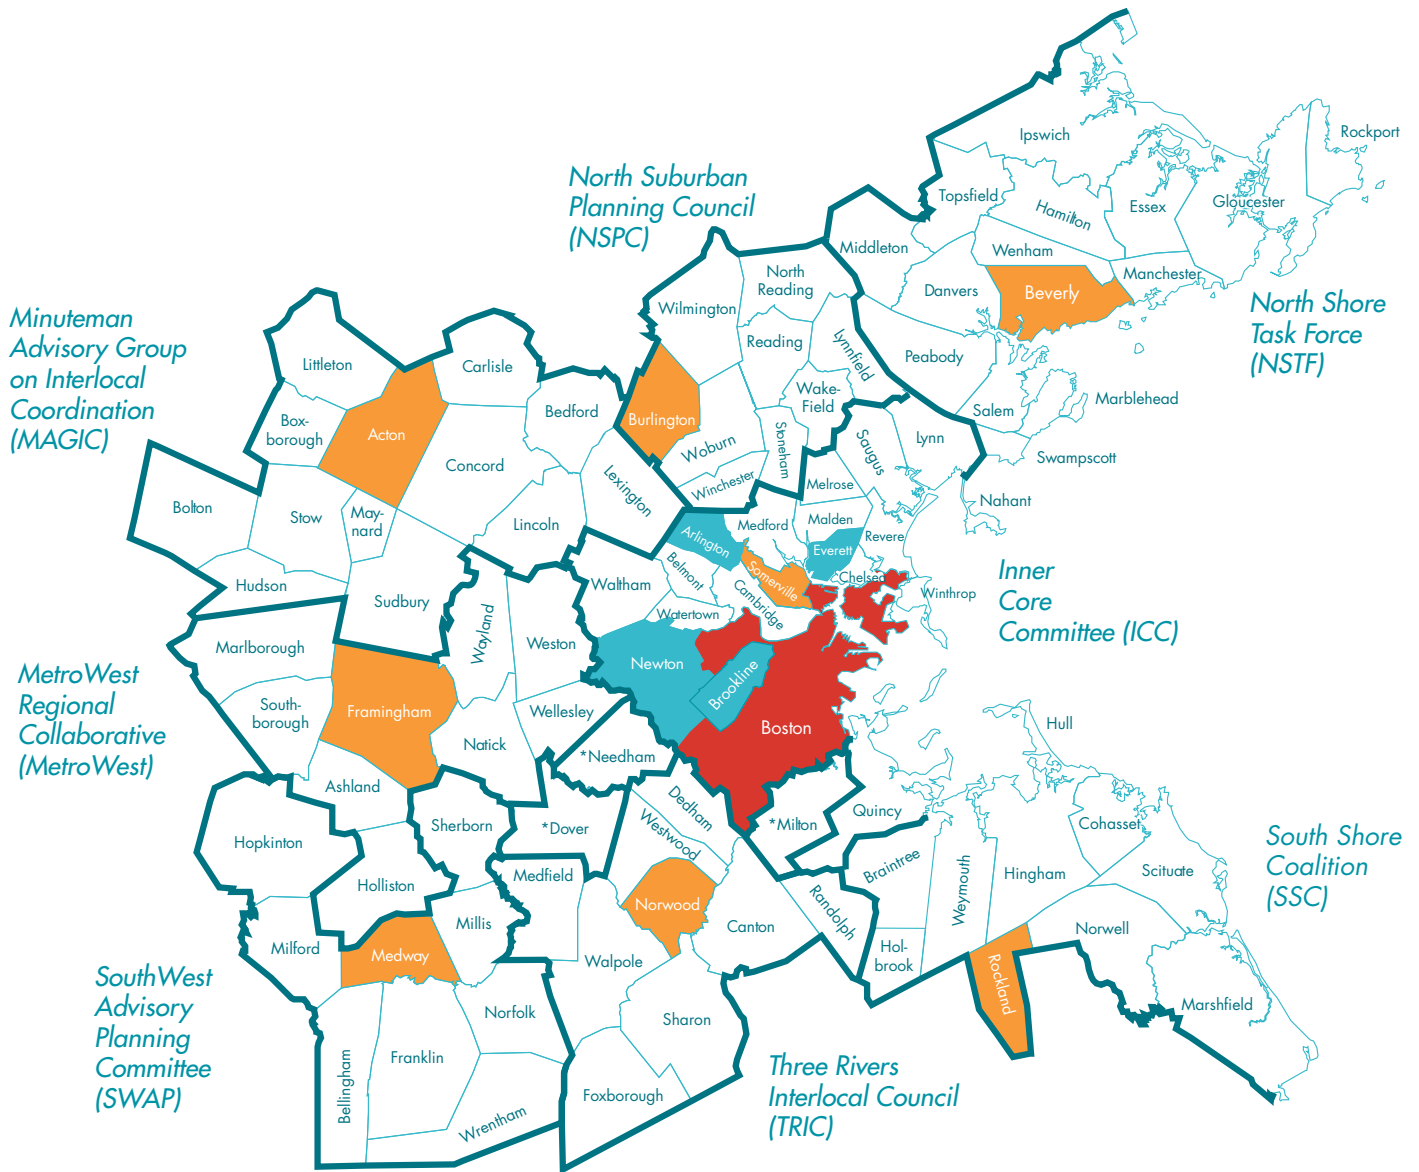 Ipswich
Rockport
North Suburban
Planning Council
(NSPC)
Topsfield
Hamilton
Essex
Gloucester
Middleton
Wenham
Manchester
North
Reading
Danvers
Beverly
North Shore
Task Force
(NSTF)
Wilmington
Minuteman
Advisory Group
on Interlocal
Coordination
(MAGIC)
Reading
Lynnfield
Peabody
Littleton
Carlisle
Wake-
Field
Marblehead
Salem
Bedford
Burlington
Box-
borough
Acton
Woburn
Stoneham
Saugus
Lynn
Swampscott
Concord
Lexington
Winchester
Melrose
Nahant
Bolton
Stow
May-
nard
Lincoln
Medford
Malden
Arlington
Everett
Revere
Belmont
Somerville
Chelsea
Winthrop
Inner
Core
Committee (ICC)
Hudson
Sudbury
Waltham
Cambridge
Watertown
Marlborough
Wayland
Weston
Newton
Brookline
MetroWest
Regional
Collaborative
(MetroWest)
South-
borough
Framingham
Wellesley
Boston
Hull
Natick
*Needham
Ashland
Dedham
Quincy
Sherborn
*Dover
Westwood
*Milton
Cohasset
Hopkinton
South Shore
Coalition
(SSC)
Braintree
Weymouth
Hingham
Scituate
Holliston
Medfield
Norwood
Randolph
Milford
Millis
Canton
Norwell
Medway
Walpole
Hol-
brook
Rockland
SouthWest
Advisory
Planning
Committee
(SWAP)
Norfolk
Sharon
Marshfield
Franklin
Bellingham
Foxborough
Wrentham
Three Rivers
Interlocal Council
(TRIC)